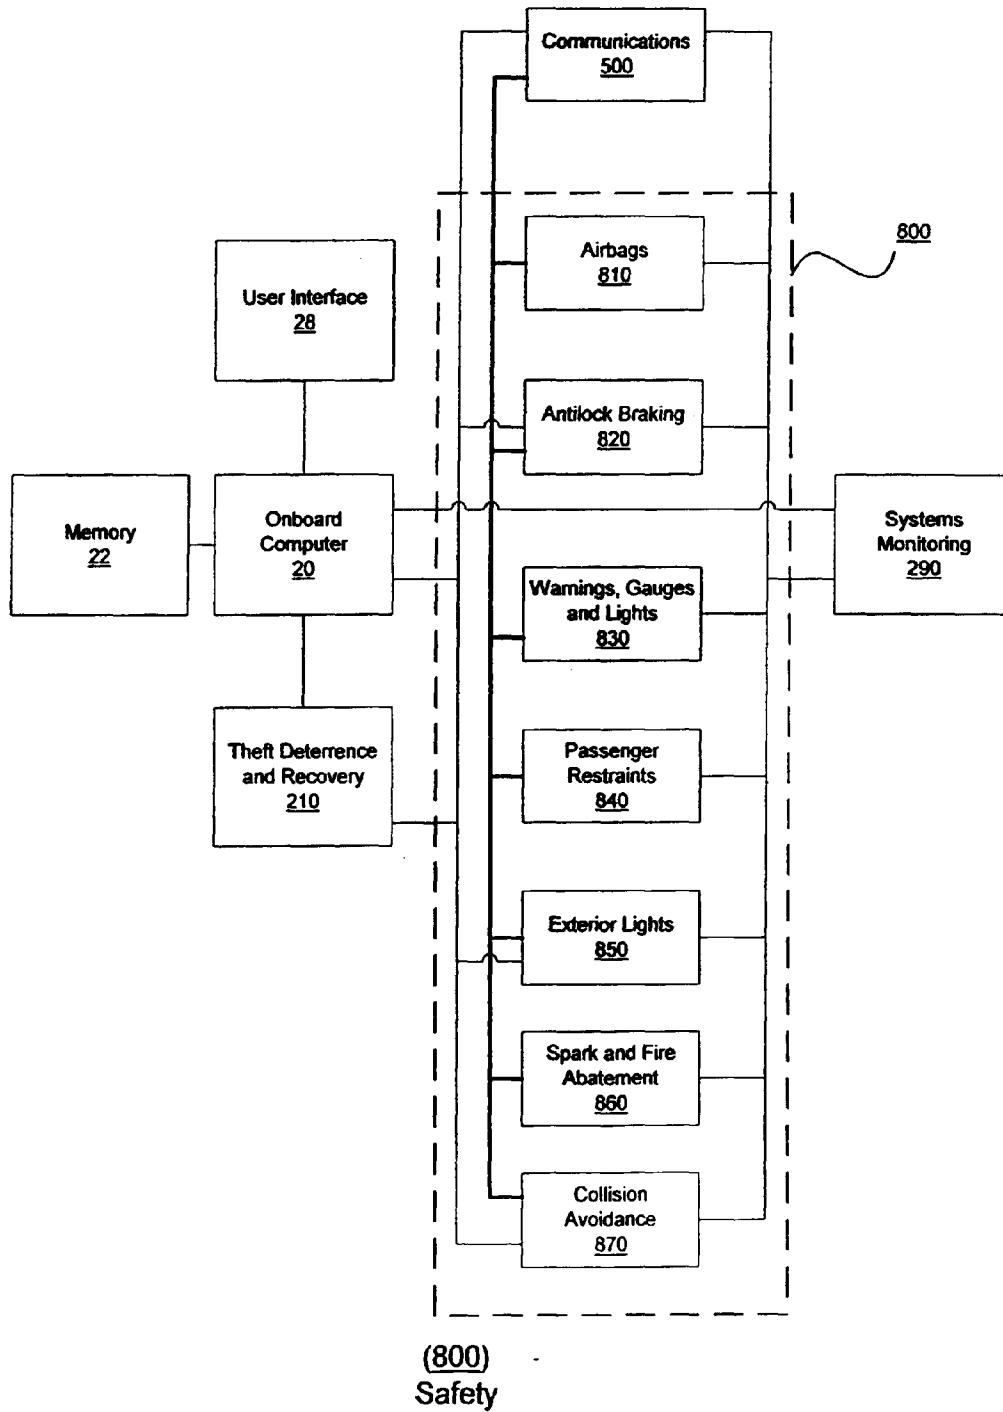 Communications
500
Airbags
810
800
User Interface
28
Antilock Braking
820
Memory
22
Onboard
Computer
20
Systems
Monitoring
290
Warnings, Gauges
and Lights
830
Theft Deterrence
and Recovery
210
Passenger
Restraints
840
Exterior Lights
850
Spark and Fire
Abatement
860
Collision
Avoidance
870
(800)
Safety